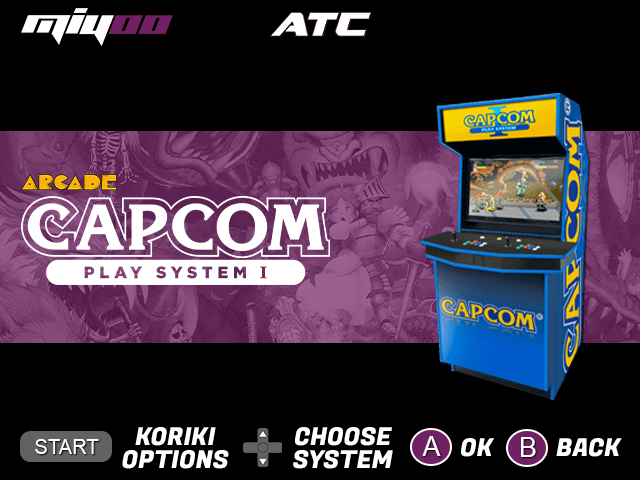 miyoo
ATC
ARCADE
CAPCOM
PLAY SYSTEM I
CAPCOM
PLAY SYSTEM
CAPCOM®
CAPCOM®
START
KORIKI
OPTIONS
CHOOSE
SYSTEM
A OK
B BACK